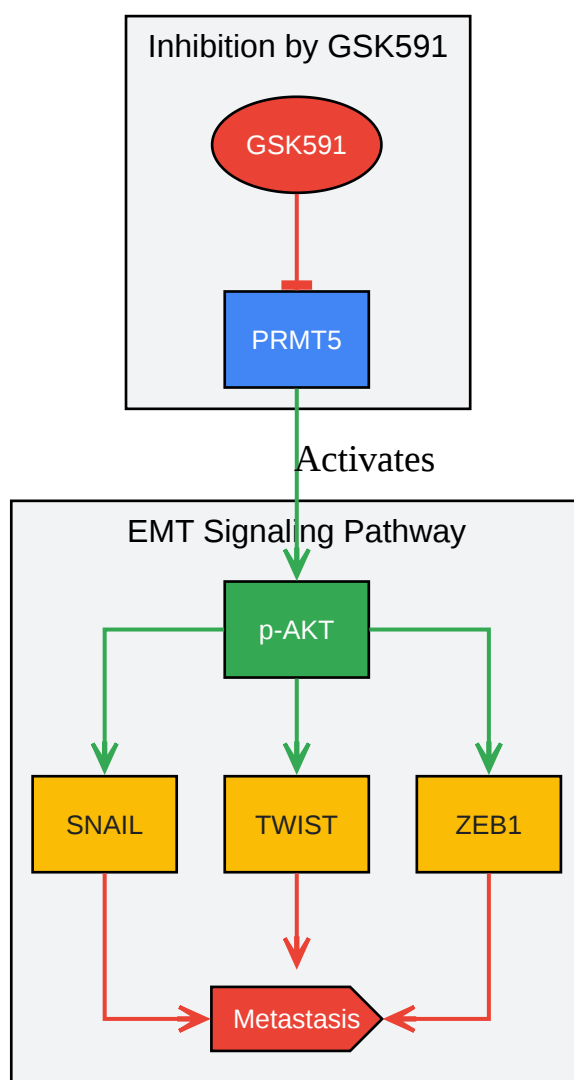 Inhibition by GSK591
GSK591
PRMT5
Activates
EMT Signaling Pathway
p-AKT
SNAIL
TWIST
ZEB1
Metastasis